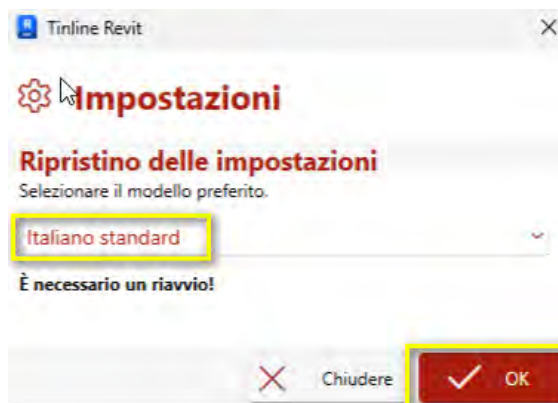 Tinline Revit
Impostazioni
Ripristino delle impostazioni
Selezionare il modello preferito.
Italiano standard
È necessario un riavvio!
Chiudere OK